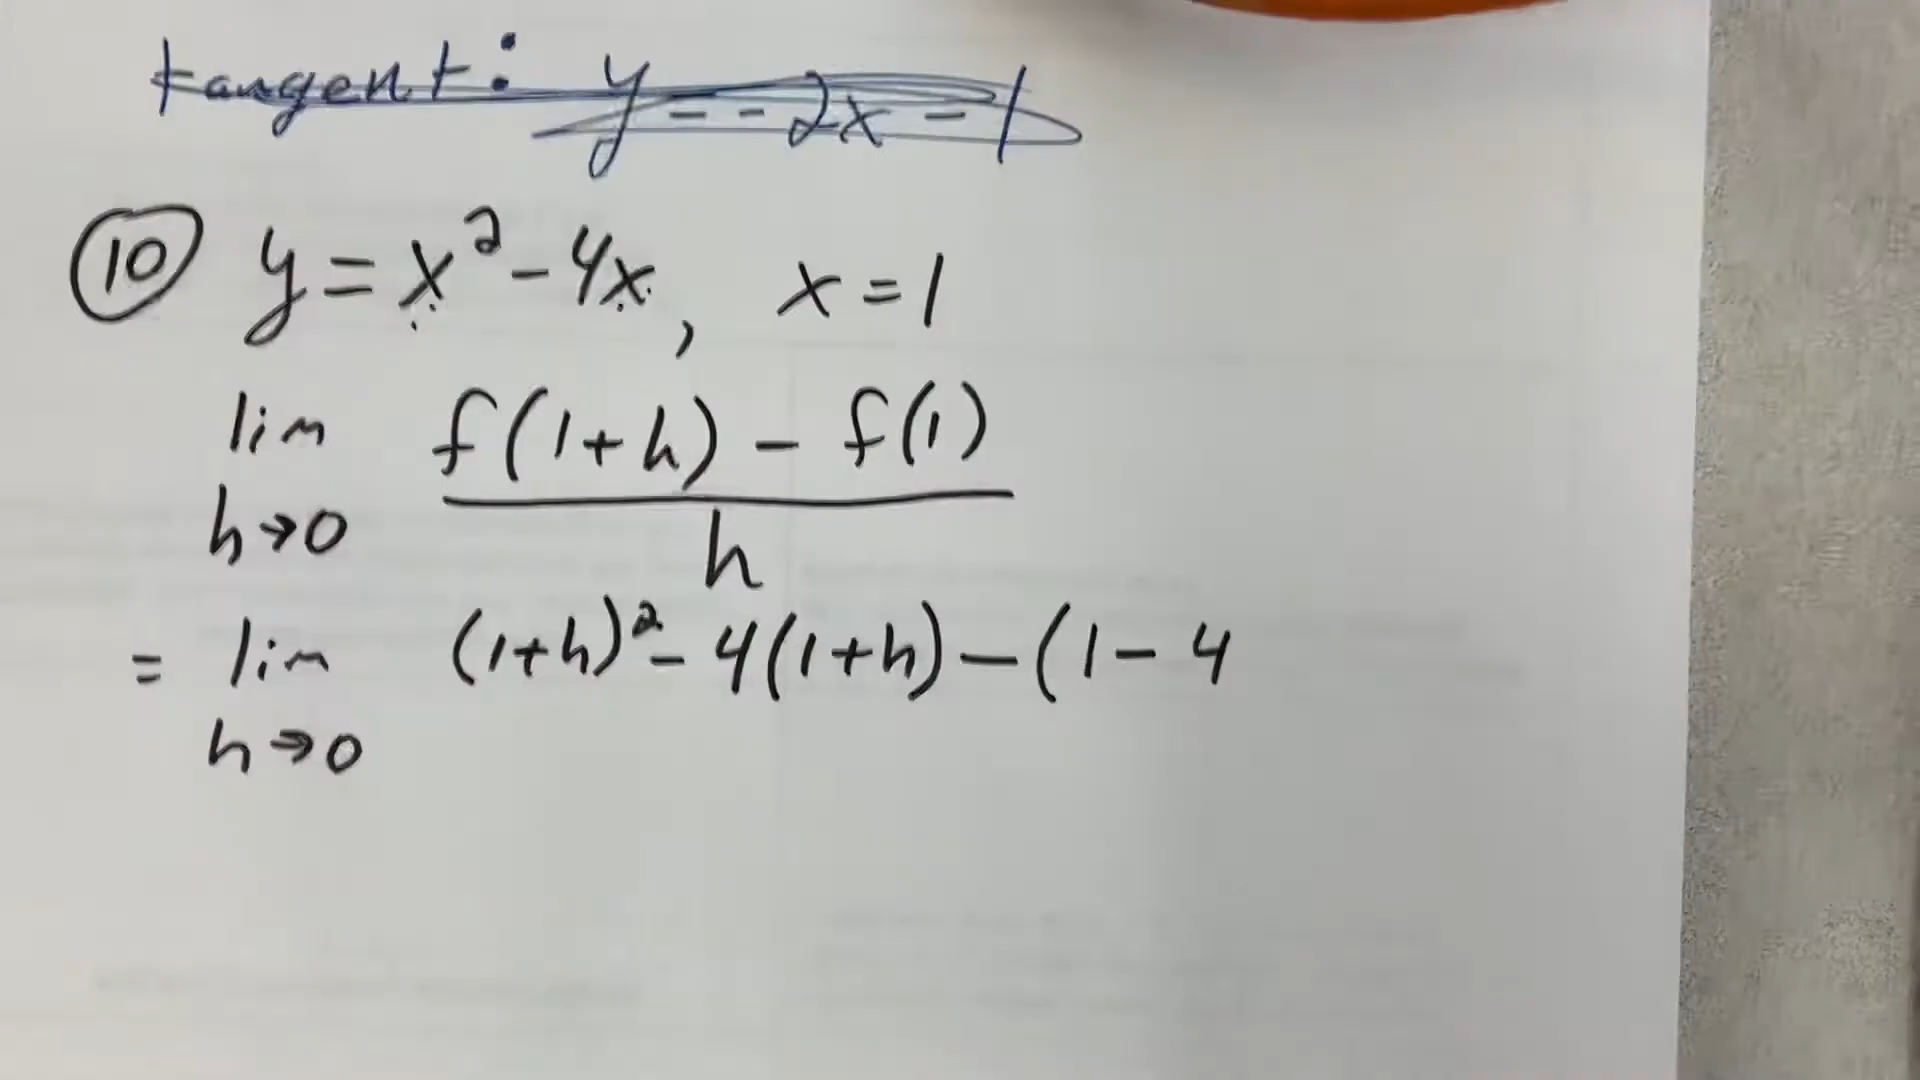 tangent: y = -2x - 1
⑩ y = x² - 4x, x = 1
lim f(1+h) - f(1)
h→0 h
= lim (1+h)² - 4(1+h) - (1 - 4
h→0